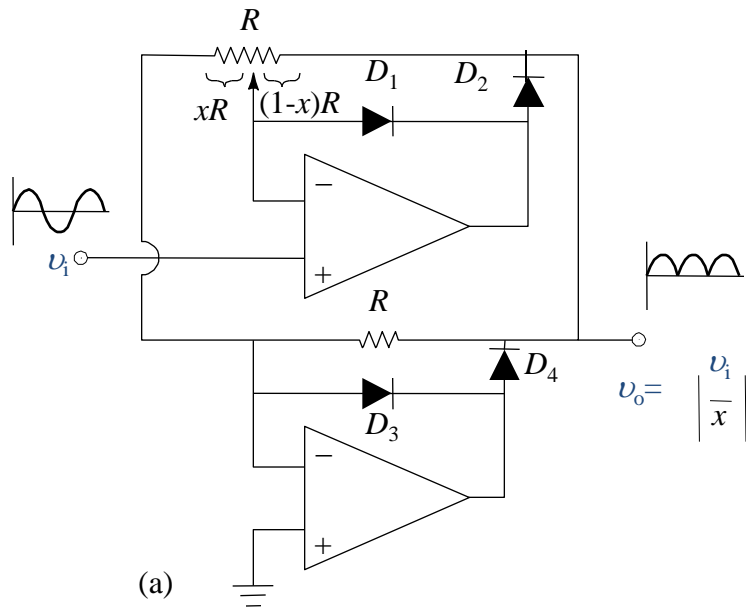 R
D1 D2
xR (1-x)R
−
υi
+
R
D4
υo= | υi / x |
D3
−
+
(a)